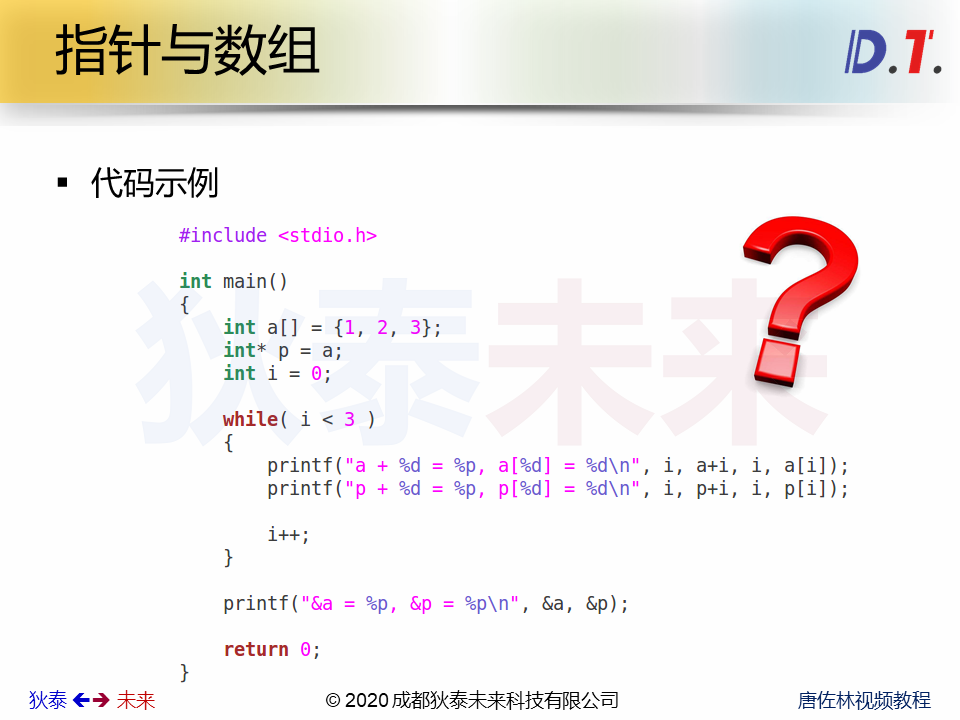 指针与数组
D.T.
▪ 代码示例
#include <stdio.h>
int main()
{
    int a[] = {1, 2, 3};
    int* p = a;
    int i = 0;
    while( i < 3 )
    {
        printf("a + %d = %p, a[%d] = %d\n", i, a+i, i, a[i]);
        printf("p + %d = %p, p[%d] = %d\n", i, p+i, i, p[i]);
        i++;
    }
    printf("&a = %p, &p = %p\n", &a, &p);
    return 0;
}
狄泰未来
狄泰 🡸🡺 未来
© 2020 成都狄泰未来科技有限公司
唐佐林视频教程